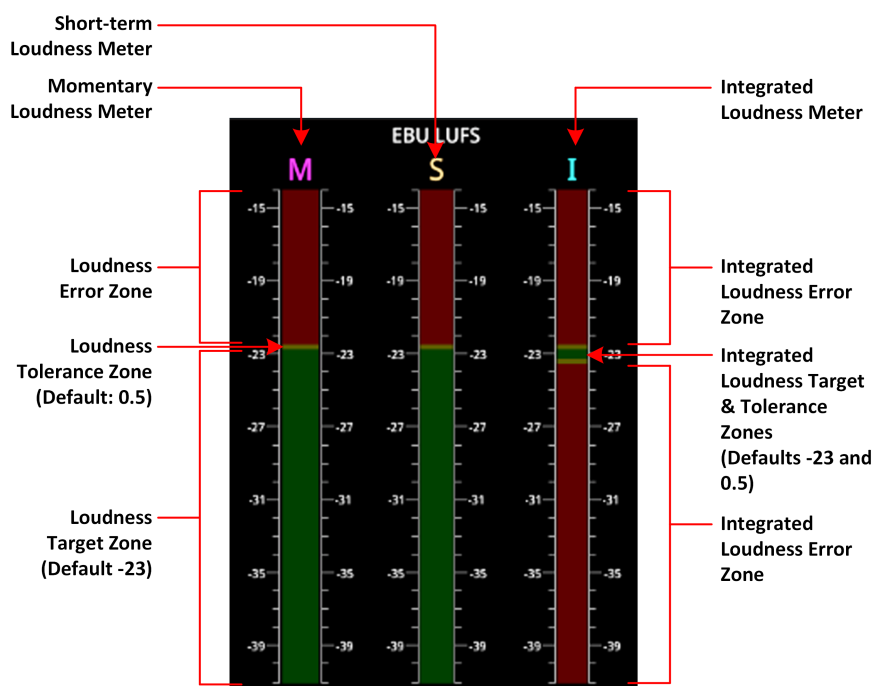 Short-term
Loudness Meter
Momentary
Loudness Meter
Integrated
Loudness Meter
EBU LUFS
M
S
I
-15 -15 -15 -15 -15 -15
-19 -19 -19 -19 -19 -19
-23 -23 -23 -23 -23 -23
-27 -27 -27 -27 -27 -27
-31 -31 -31 -31 -31 -31
-35 -35 -35 -35 -35 -35
-39 -39 -39 -39 -39 -39
Loudness
Error Zone
Loudness
Tolerance Zone
(Default: 0.5)
Loudness
Target Zone
(Default -23)
Integrated
Loudness Error
Zone
Integrated
Loudness Target
& Tolerance
Zones
(Defaults -23 and
0.5)
Integrated
Loudness Error
Zone